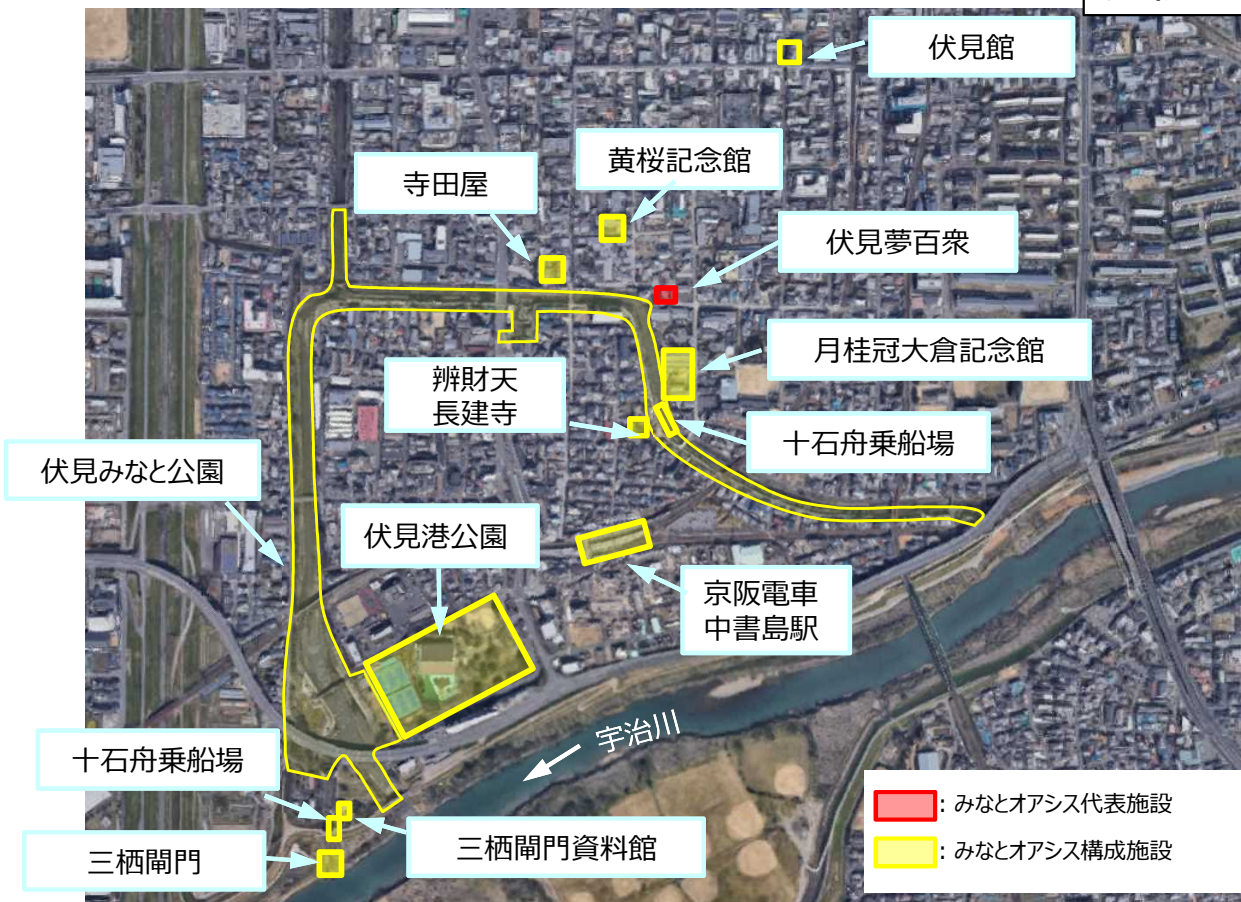 伏見館
黄桜記念館
寺田屋
伏見夢百衆
月桂冠大倉記念館
辨財天
長建寺
十石舟乗船場
伏見みなと公園
伏見港公園
京阪電車
中書島駅
宇治川
十石舟乗船場
三栖閘門資料館
三栖閘門
: みなとオアシス代表施設
: みなとオアシス構成施設